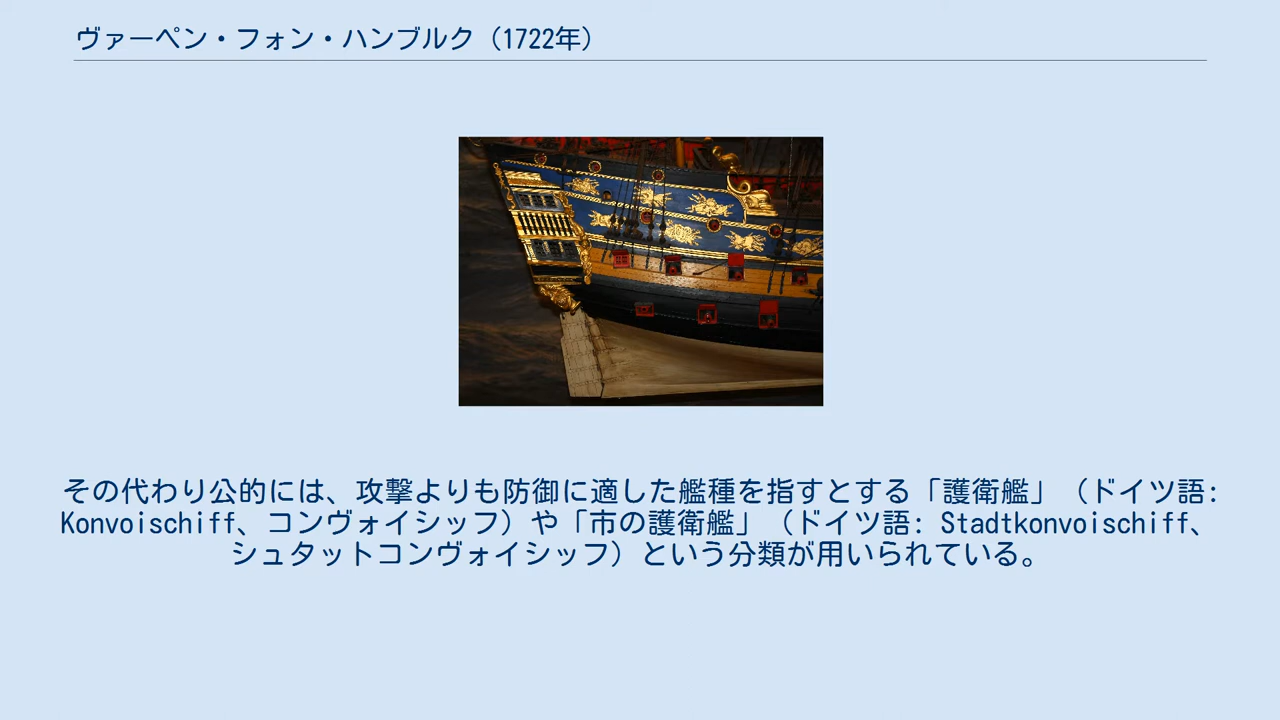 ヴァーペン・フォン・ハンブルク（1722年）
その代わり公的には、攻撃よりも防御に適した艦種を指すとする「護衛艦」（ドイツ語:
Konvoischiff、コンヴォイシッフ）や「市の護衛艦」（ドイツ語: Stadtkonvoischiff、
シュタットコンヴォイシッフ）という分類が用いられている。